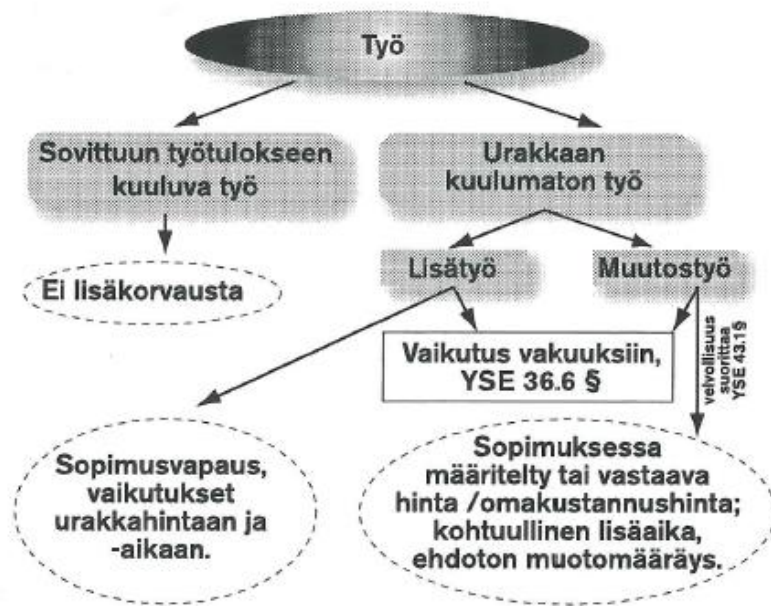 Työ
Sovittuun työtulokseen
kuuluva työ
Urakkaan
kuulumaton työ
Ei lisäkorvausta
Lisätyö
Muutostyö
Vaikutus vakuuksiin,
YSE 36.6 §
velvollisuus
suorittaa
YSE 43.1§
Sopimusvapaus,
vaikutukset
urakkahintaan ja
-aikaan.
Sopimuksessa
määritelty tai vastaava
hinta /omakustannushinta;
kohtuullinen lisäaika,
ehdoton muotomääräys.